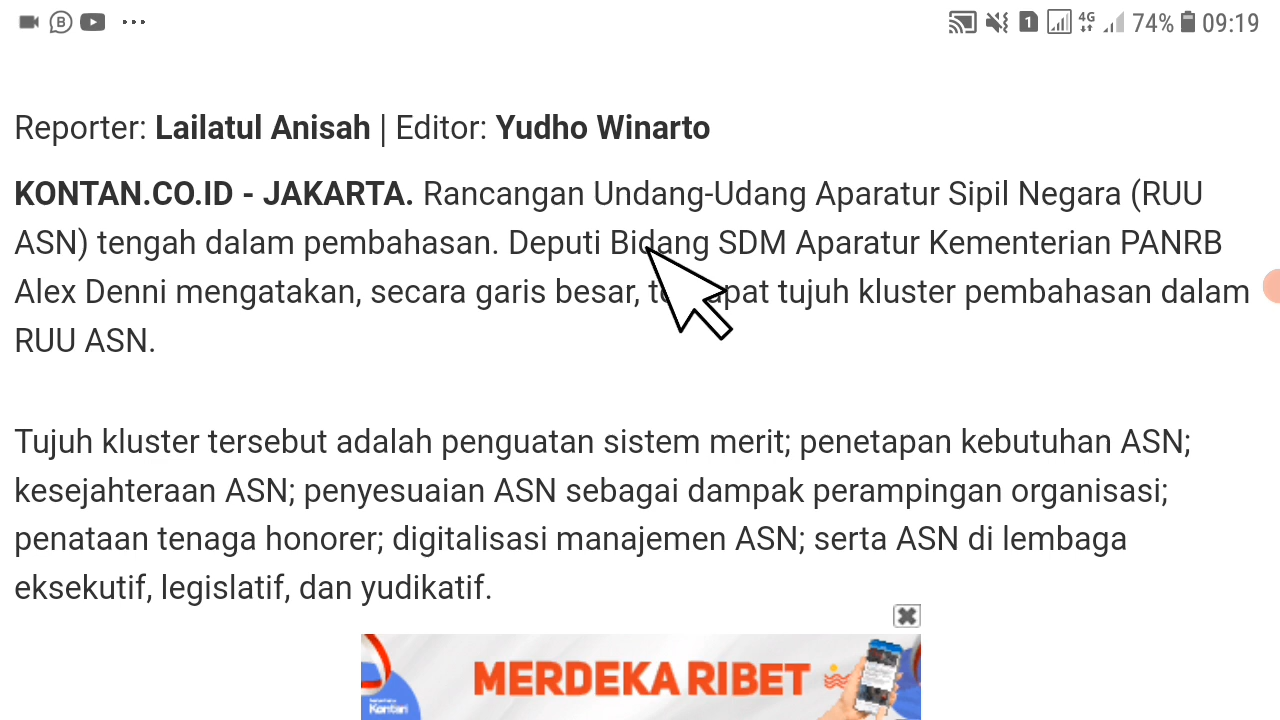 4G 74% 09:19
Reporter: Lailatul Anisah | Editor: Yudho Winarto
KONTAN.CO.ID - JAKARTA. Rancangan Undang-Udang Aparatur Sipil Negara (RUU
ASN) tengah dalam pembahasan. Deputi Bidang SDM Aparatur Kementerian PANRB
Alex Denni mengatakan, secara garis besar, tujuh kluster pembahasan dalam
RUU ASN.
Tujuh kluster tersebut adalah penguatan sistem merit; penetapan kebutuhan ASN;
kesejahteraan ASN; penyesuaian ASN sebagai dampak perampingan organisasi;
penataan tenaga honorer; digitalisasi manajemen ASN; serta ASN di lembaga
eksekutif, legislatif, dan yudikatif.
MERDEKA RIBET
Kontan